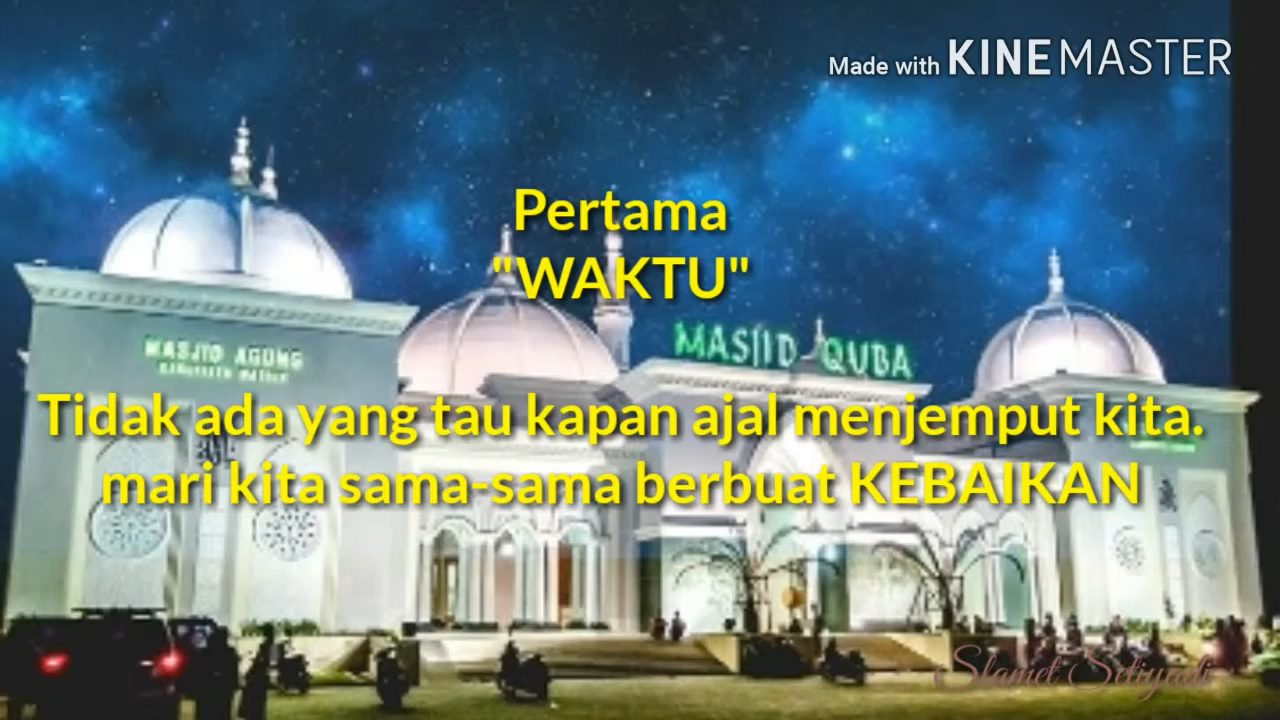 Made with KINEMASTER
Pertama
"WAKTU"
MASJID QUBA
MASJID AGUNG
Tidak ada yang tau kapan ajal menjemput kita.
mari kita sama-sama berbuat KEBAIKAN
Slamet Setiyadi